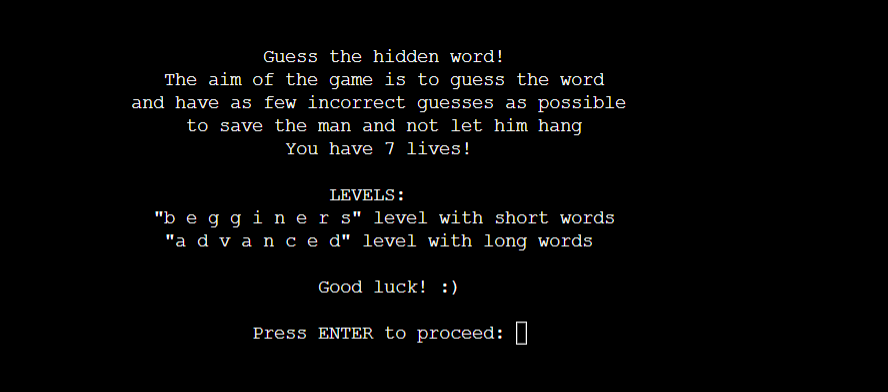 Guess the hidden word!
The aim of the game is to guess the word
and have as few incorrect guesses as possible
to save the man and not let him hang
You have 7 lives!
LEVELS:
"b e g g i n e r s" level with short words
"a d v a n c e d" level with long words
Good luck! :)
Press ENTER to proceed: